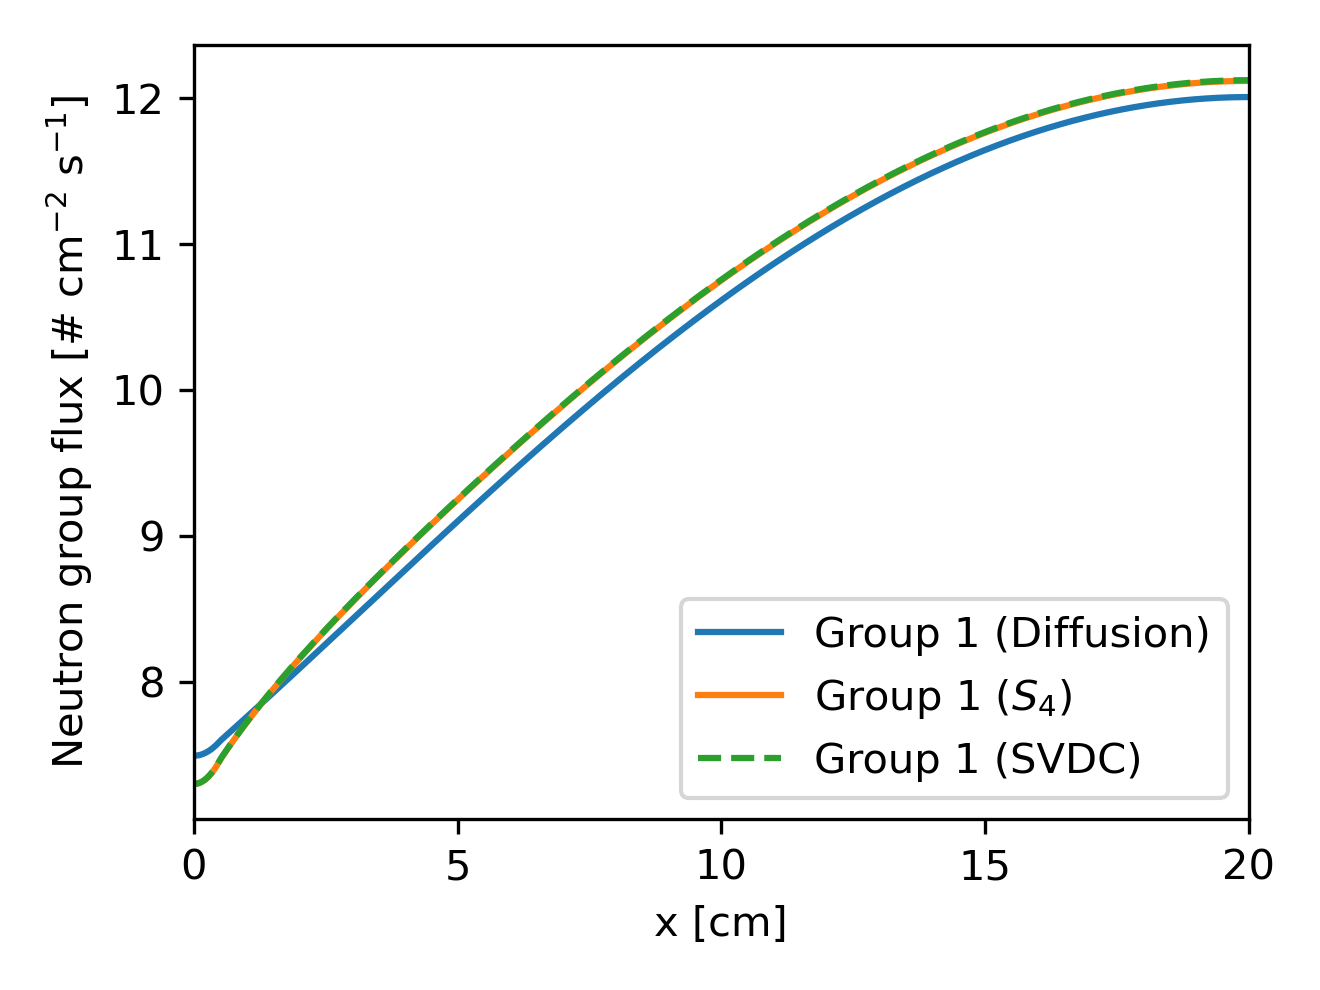 Neutron group flux [# cm⁻² s⁻¹]
12
11
10
9
8
Group 1 (Diffusion)
Group 1 (S₄)
Group 1 (SVDC)
0 5 10 15 20
x [cm]